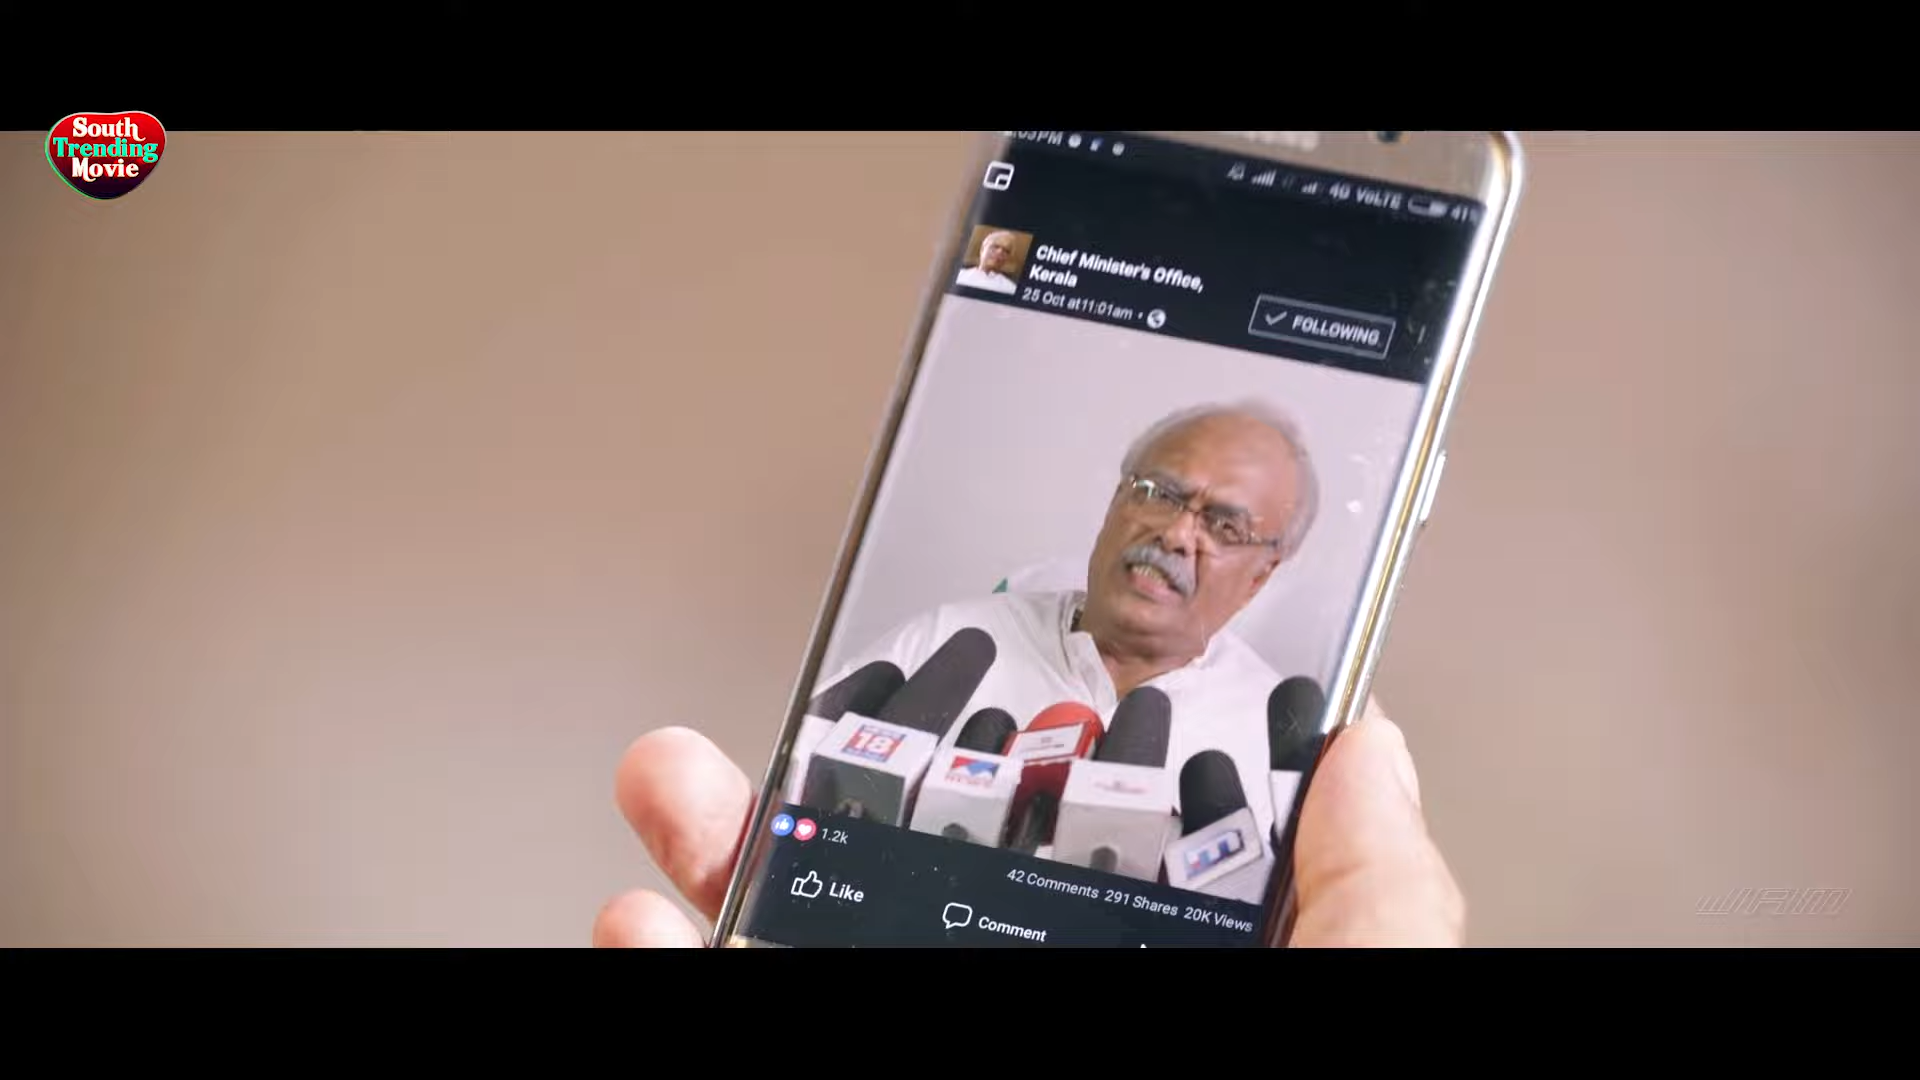 South
Trending
Movie
4G VoLTE 41%
Chief Minister's Office,
Kerala
25 Oct at 11:01am
FOLLOWING
18
1.2k
42 Comments 291 Shares 20K Views
Like
Comment